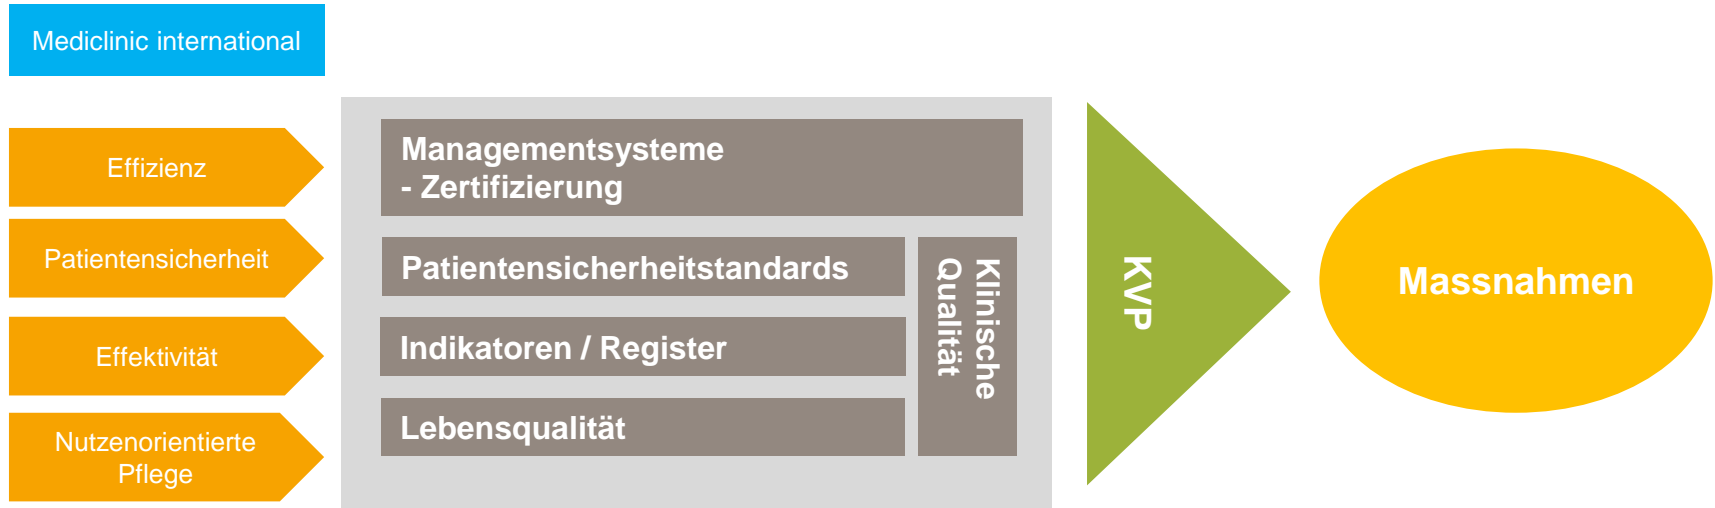 Mediclinic international
Effizienz
Patientensicherheit
Effektivität
Nutzenorientierte
Pflege
Managementsysteme
- Zertifizierung
Patientensicherheitstandards
Indikatoren / Register
Lebensqualität
Klinische
Qualität
KVP
Massnahmen